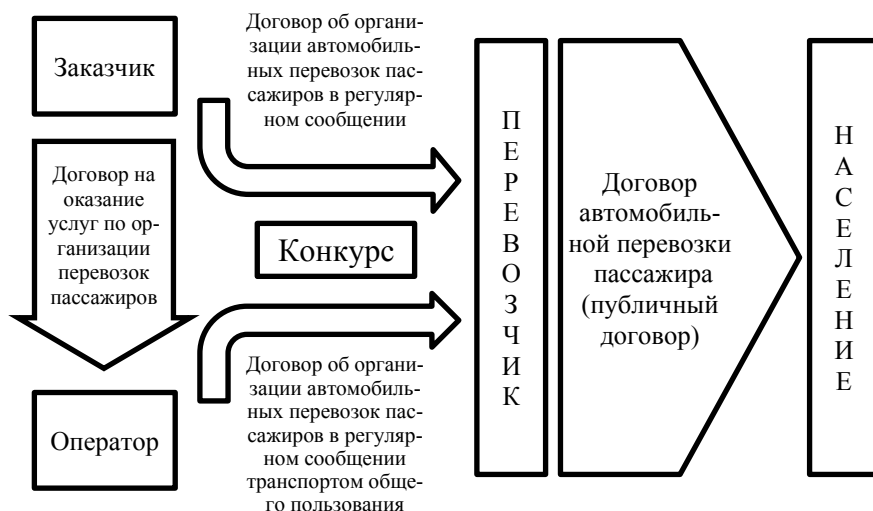 Заказчик
Договор об органи-
зации автомобиль-
ных перевозок пас-
сажиров в регуляр-
ном сообщении
Договор на
оказание
услуг по ор-
ганизации
перевозок
пассажиров
Конкурс
Оператор
Договор об органи-
зации автомобиль-
ных перевозок пас-
сажиров в регуляр-
ном сообщении
транспортом обще-
го пользования
П
Е
Р
Е
В
О
З
Ч
И
К
Договор
автомобиль-
ной перевозки
пассажира
(публичный
договор)
Н
А
С
Е
Л
Е
Н
И
Е